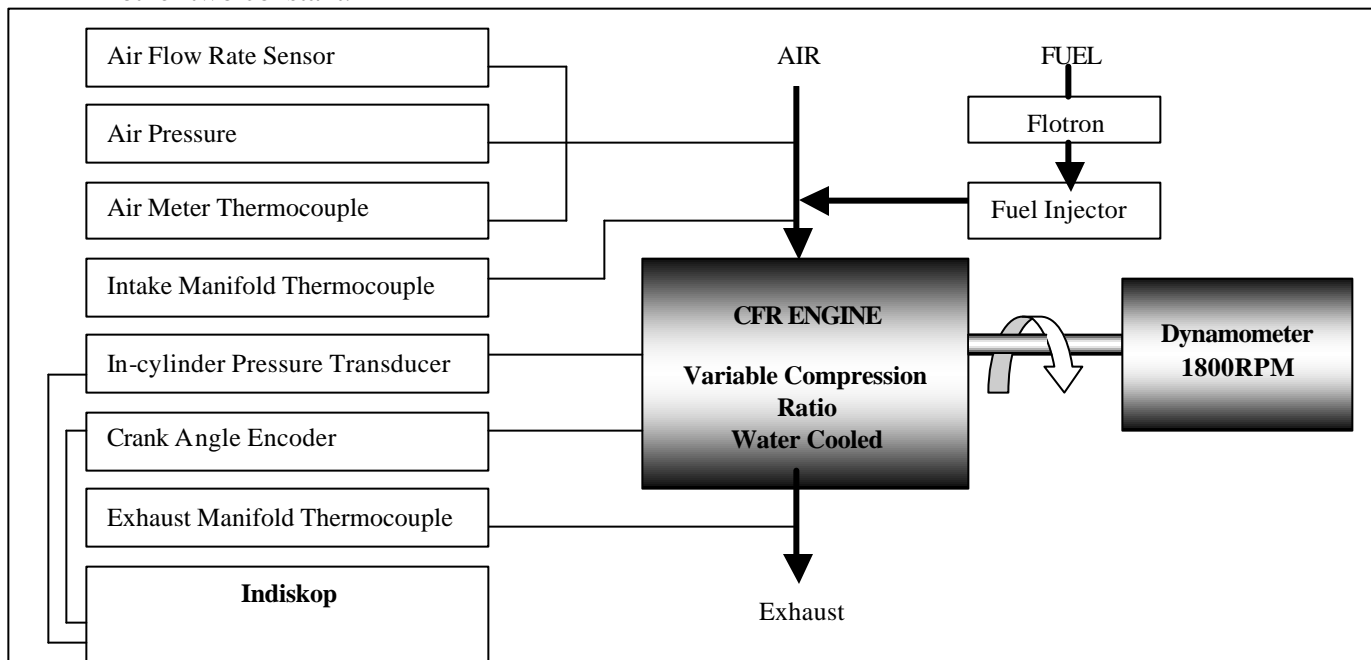 Air Flow Rate Sensor
AIR
FUEL
Air Pressure
Flotron
Air Meter Thermocouple
Fuel Injector
Intake Manifold Thermocouple
CFR ENGINE
Variable Compression
Ratio
Water Cooled
Dynamometer
1800RPM
In-cylinder Pressure Transducer
Crank Angle Encoder
Exhaust Manifold Thermocouple
Indiskop
Exhaust